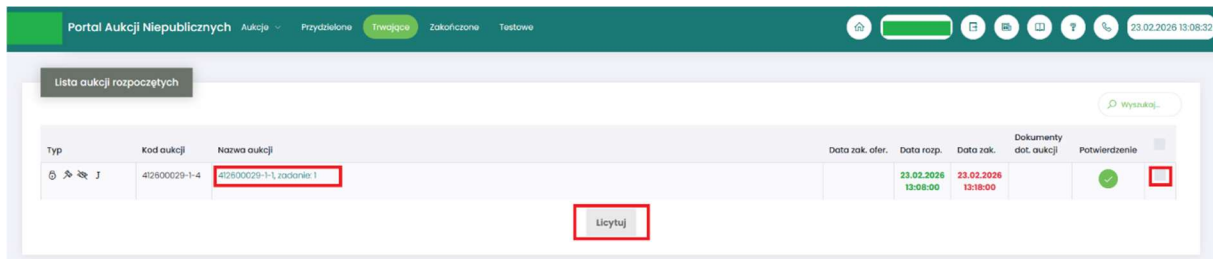 Portal Aukcji Niepublicznych Aukcje Przydzielone Trwające Zakończone Testowe ? 23.02.2026 13:08:32
Lista aukcji rozpoczętych
Wyszukaj...
Typ Kod aukcji Nazwa aukcji Data zak. ofer. Data rozp. Data zak. Dokumenty dot. aukcji Potwierdzenie
412600029-1-4 412600029-1-1, zadanie: 1 23.02.2026 13:08:00 23.02.2026 13:18:00
Licytuj